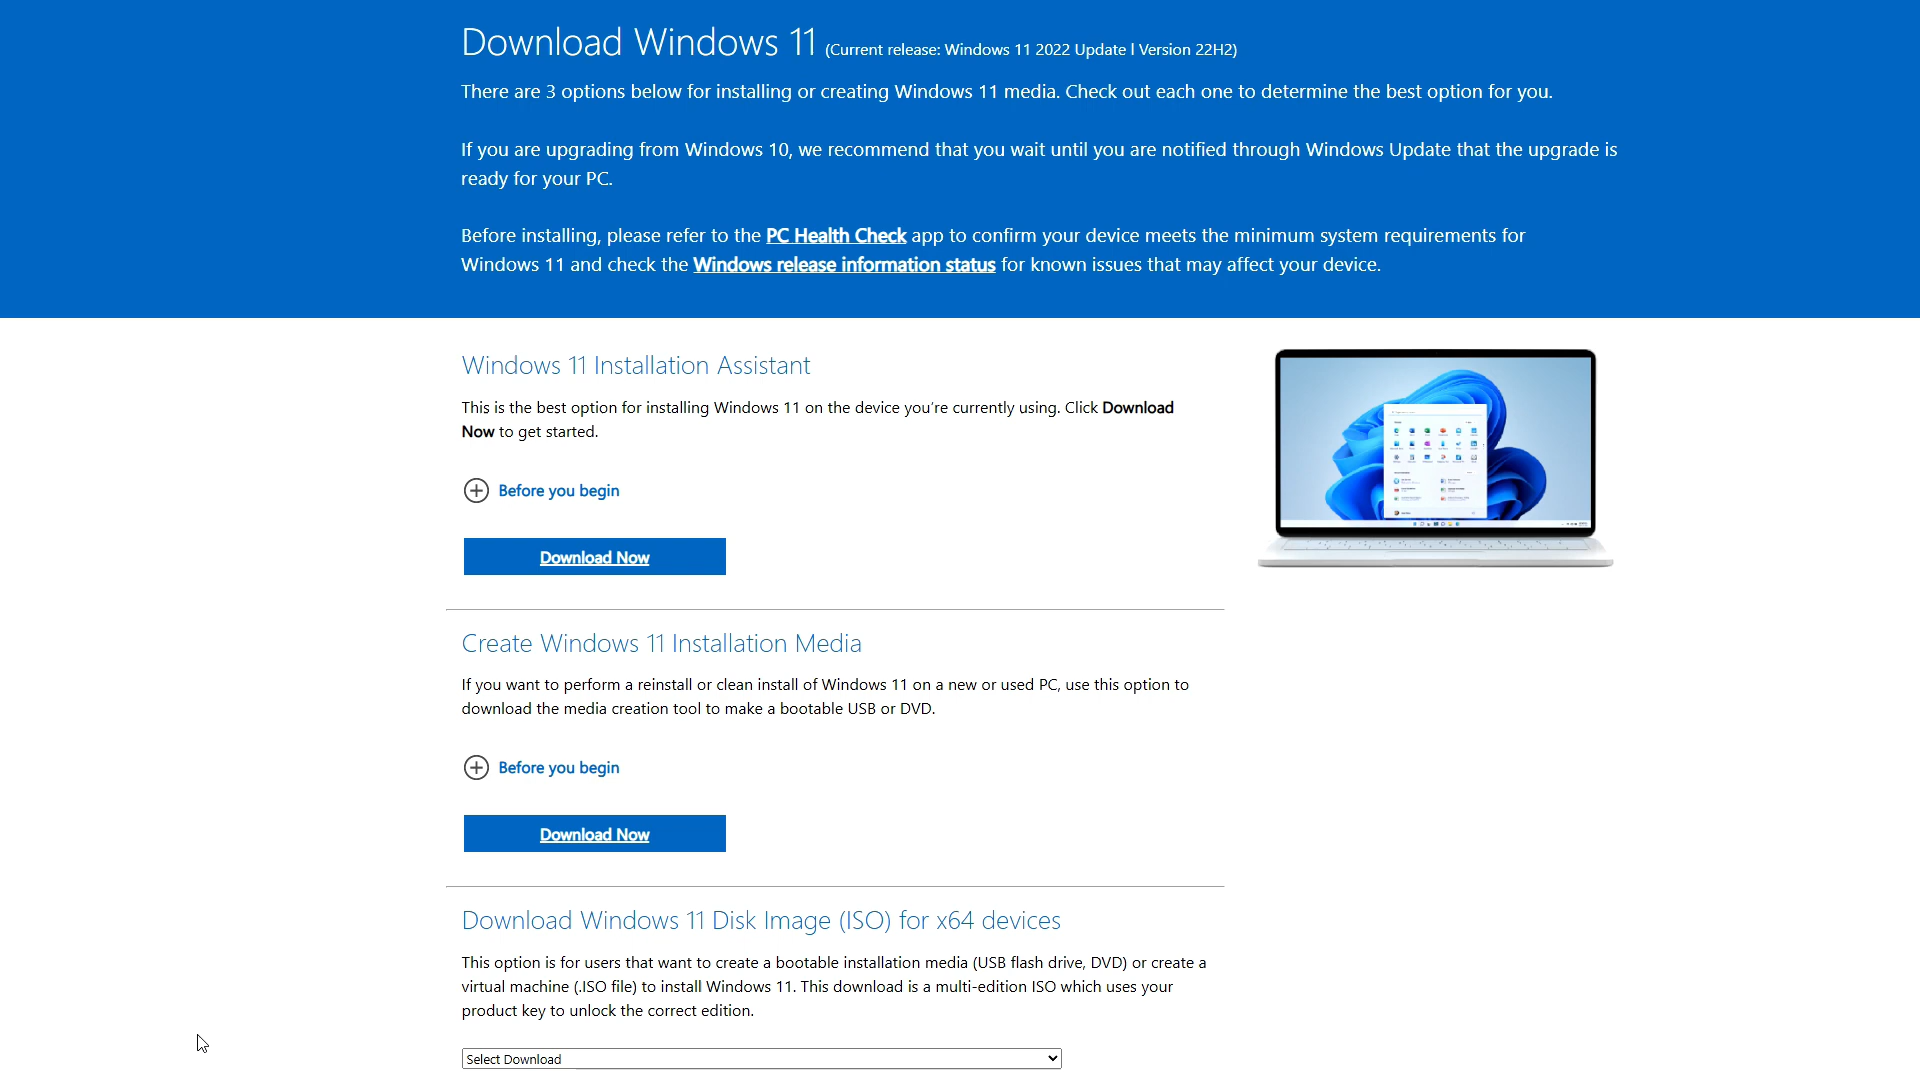 Download Windows 11 (Current release: Windows 11 2022 Update l Version 22H2)
There are 3 options below for installing or creating Windows 11 media. Check out each one to determine the best option for you.
If you are upgrading from Windows 10, we recommend that you wait until you are notified through Windows Update that the upgrade is
ready for your PC.
Before installing, please refer to the PC Health Check app to confirm your device meets the minimum system requirements for
Windows 11 and check the Windows release information status for known issues that may affect your device.
Windows 11 Installation Assistant
This is the best option for installing Windows 11 on the device you're currently using. Click Download
Now to get started.
Before you begin
Download Now
Create Windows 11 Installation Media
If you want to perform a reinstall or clean install of Windows 11 on a new or used PC, use this option to
download the media creation tool to make a bootable USB or DVD.
Before you begin
Download Now
Download Windows 11 Disk Image (ISO) for x64 devices
This option is for users that want to create a bootable installation media (USB flash drive, DVD) or create a
virtual machine (.ISO file) to install Windows 11. This download is a multi-edition ISO which uses your
product key to unlock the correct edition.
Select Download